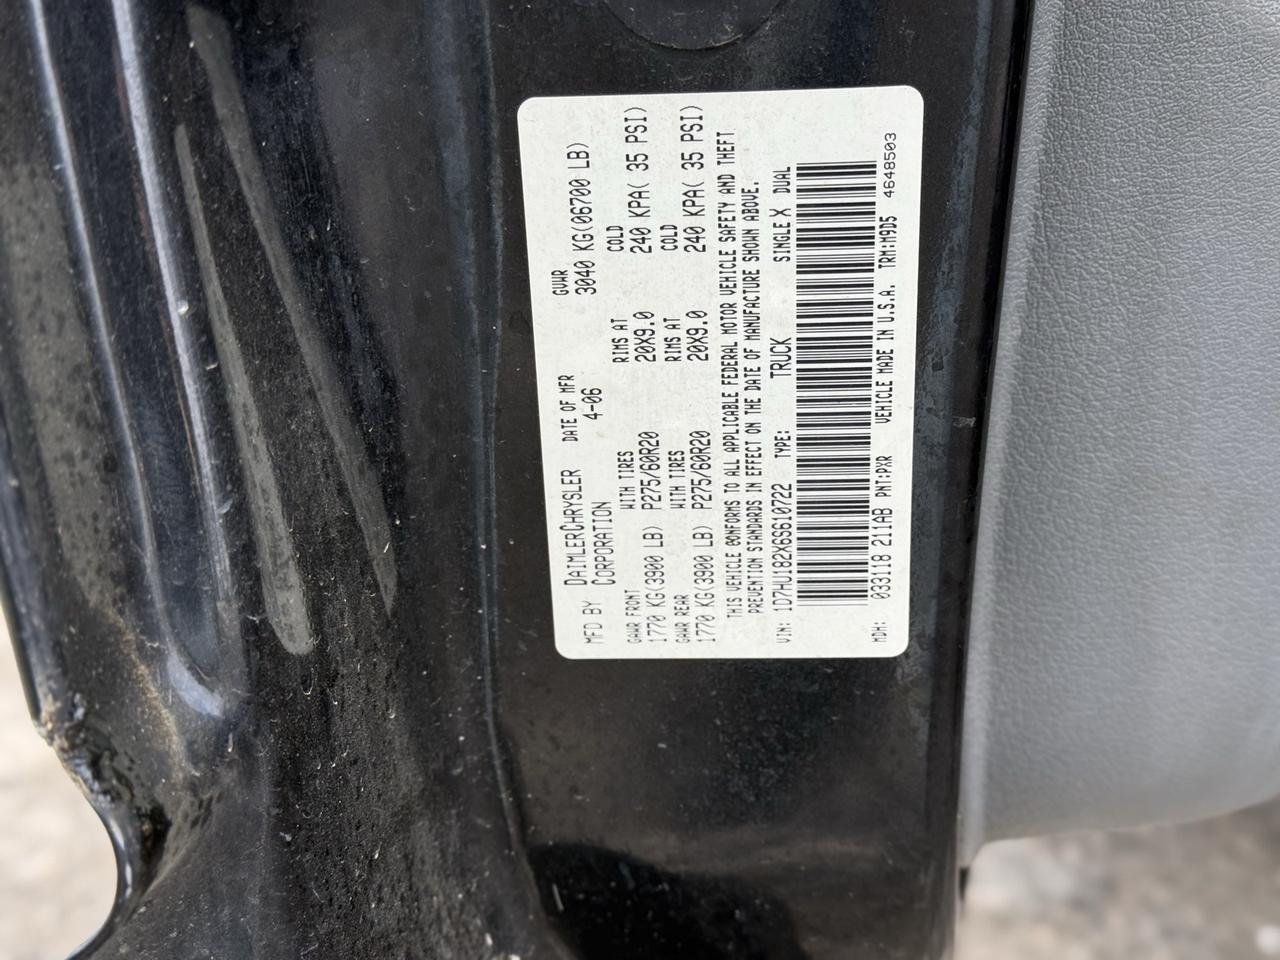 MFD BY DAIMLERCHRYSLER CORPORATION DATE OF MFR 4-06 GVWR 3040 KG(06700 LB)
GAWR FRONT WITH TIRES RIMS AT COLD
1770 KG(3900 LB) P275/60R20 20X9.0 240 KPA( 35 PSI)
GAWR REAR WITH TIRES RIMS AT COLD
1770 KG(3900 LB) P275/60R20 20X9.0 240 KPA( 35 PSI)
THIS VEHICLE CONFORMS TO ALL APPLICABLE FEDERAL MOTOR VEHICLE SAFETY AND THEFT
PREVENTION STANDARDS IN EFFECT ON THE DATE OF MANUFACTURE SHOWN ABOVE.
VIN: 1D7HU182X6S610722 TYPE: TRUCK SINGLE X DUAL
MDH: 033118 211AB PNT:PXR VEHICLE MADE IN U.S.A. TRM:M9D5 4648503